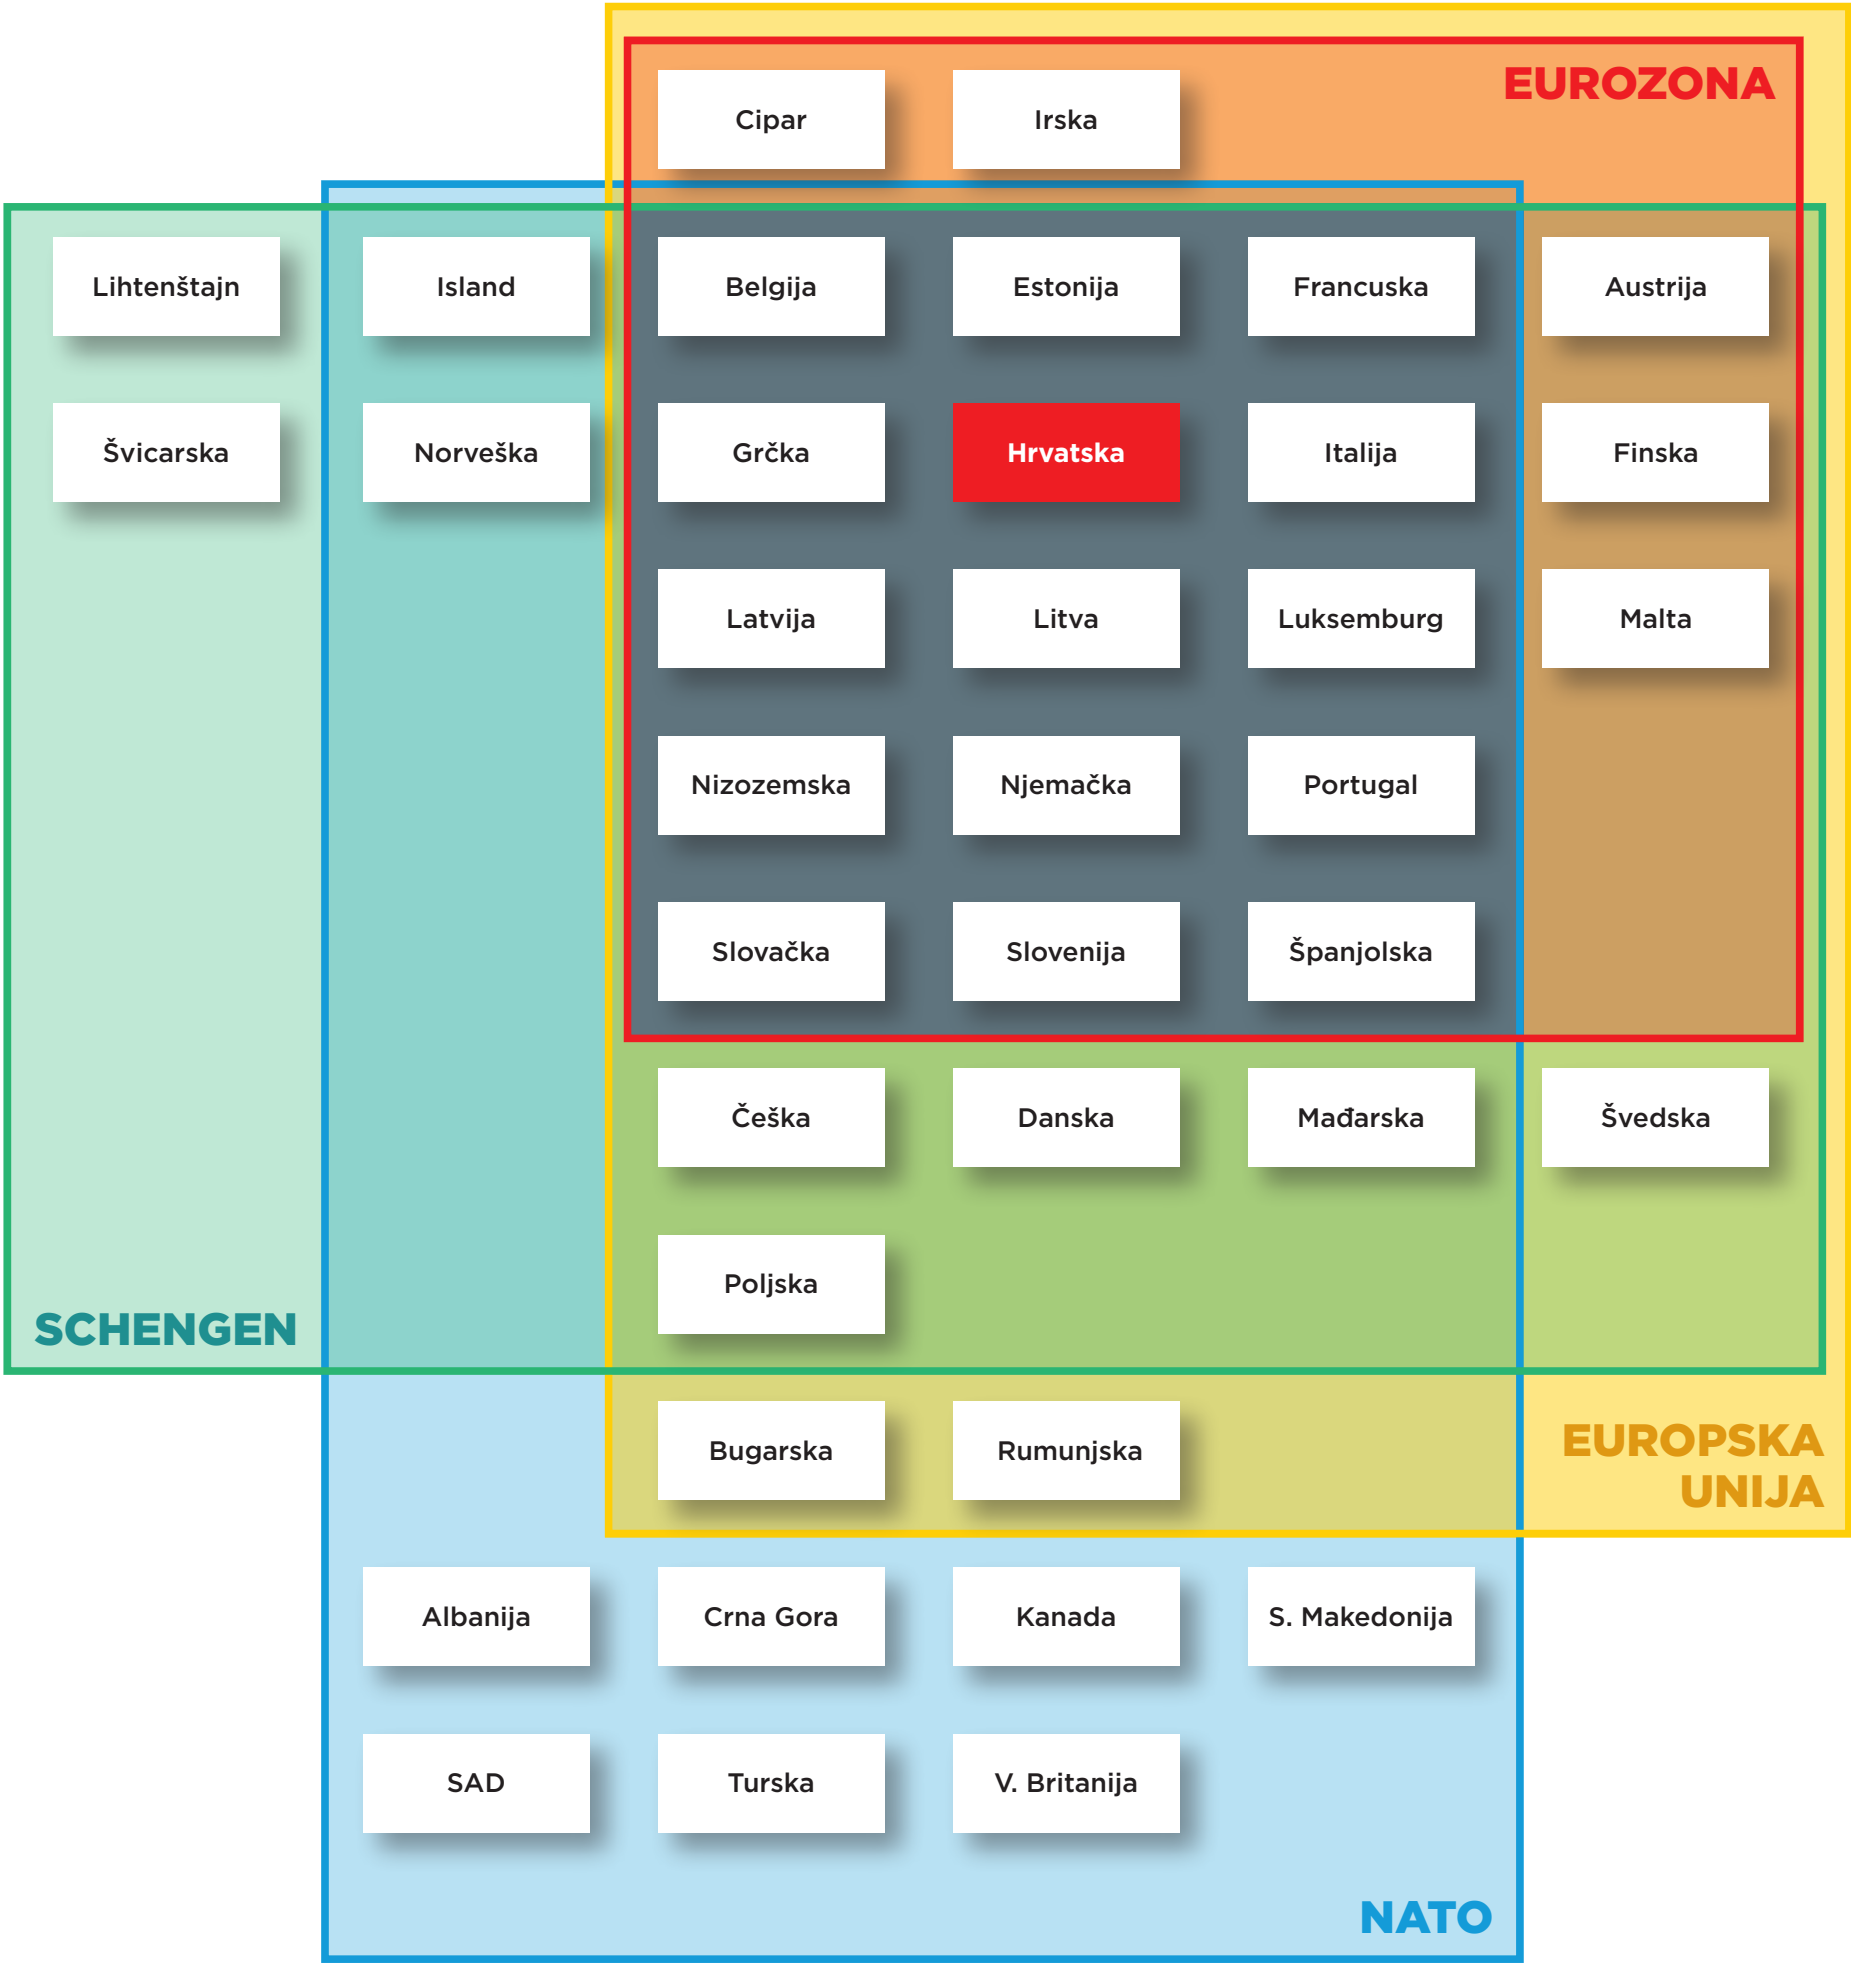 EUROZONA
Cipar
Irska
Lihtenštajn
Island
Belgija
Estonija
Francuska
Austrija
Švicarska
Norveška
Grčka
Hrvatska
Italija
Finska
Latvija
Litva
Luksemburg
Malta
Nizozemska
Njemačka
Portugal
Slovačka
Slovenija
Španjolska
Češka
Danska
Mađarska
Švedska
Poljska
SCHENGEN
Bugarska
Rumunjska
EUROPSKA
UNIJA
Albanija
Crna Gora
Kanada
S. Makedonija
SAD
Turska
V. Britanija
NATO